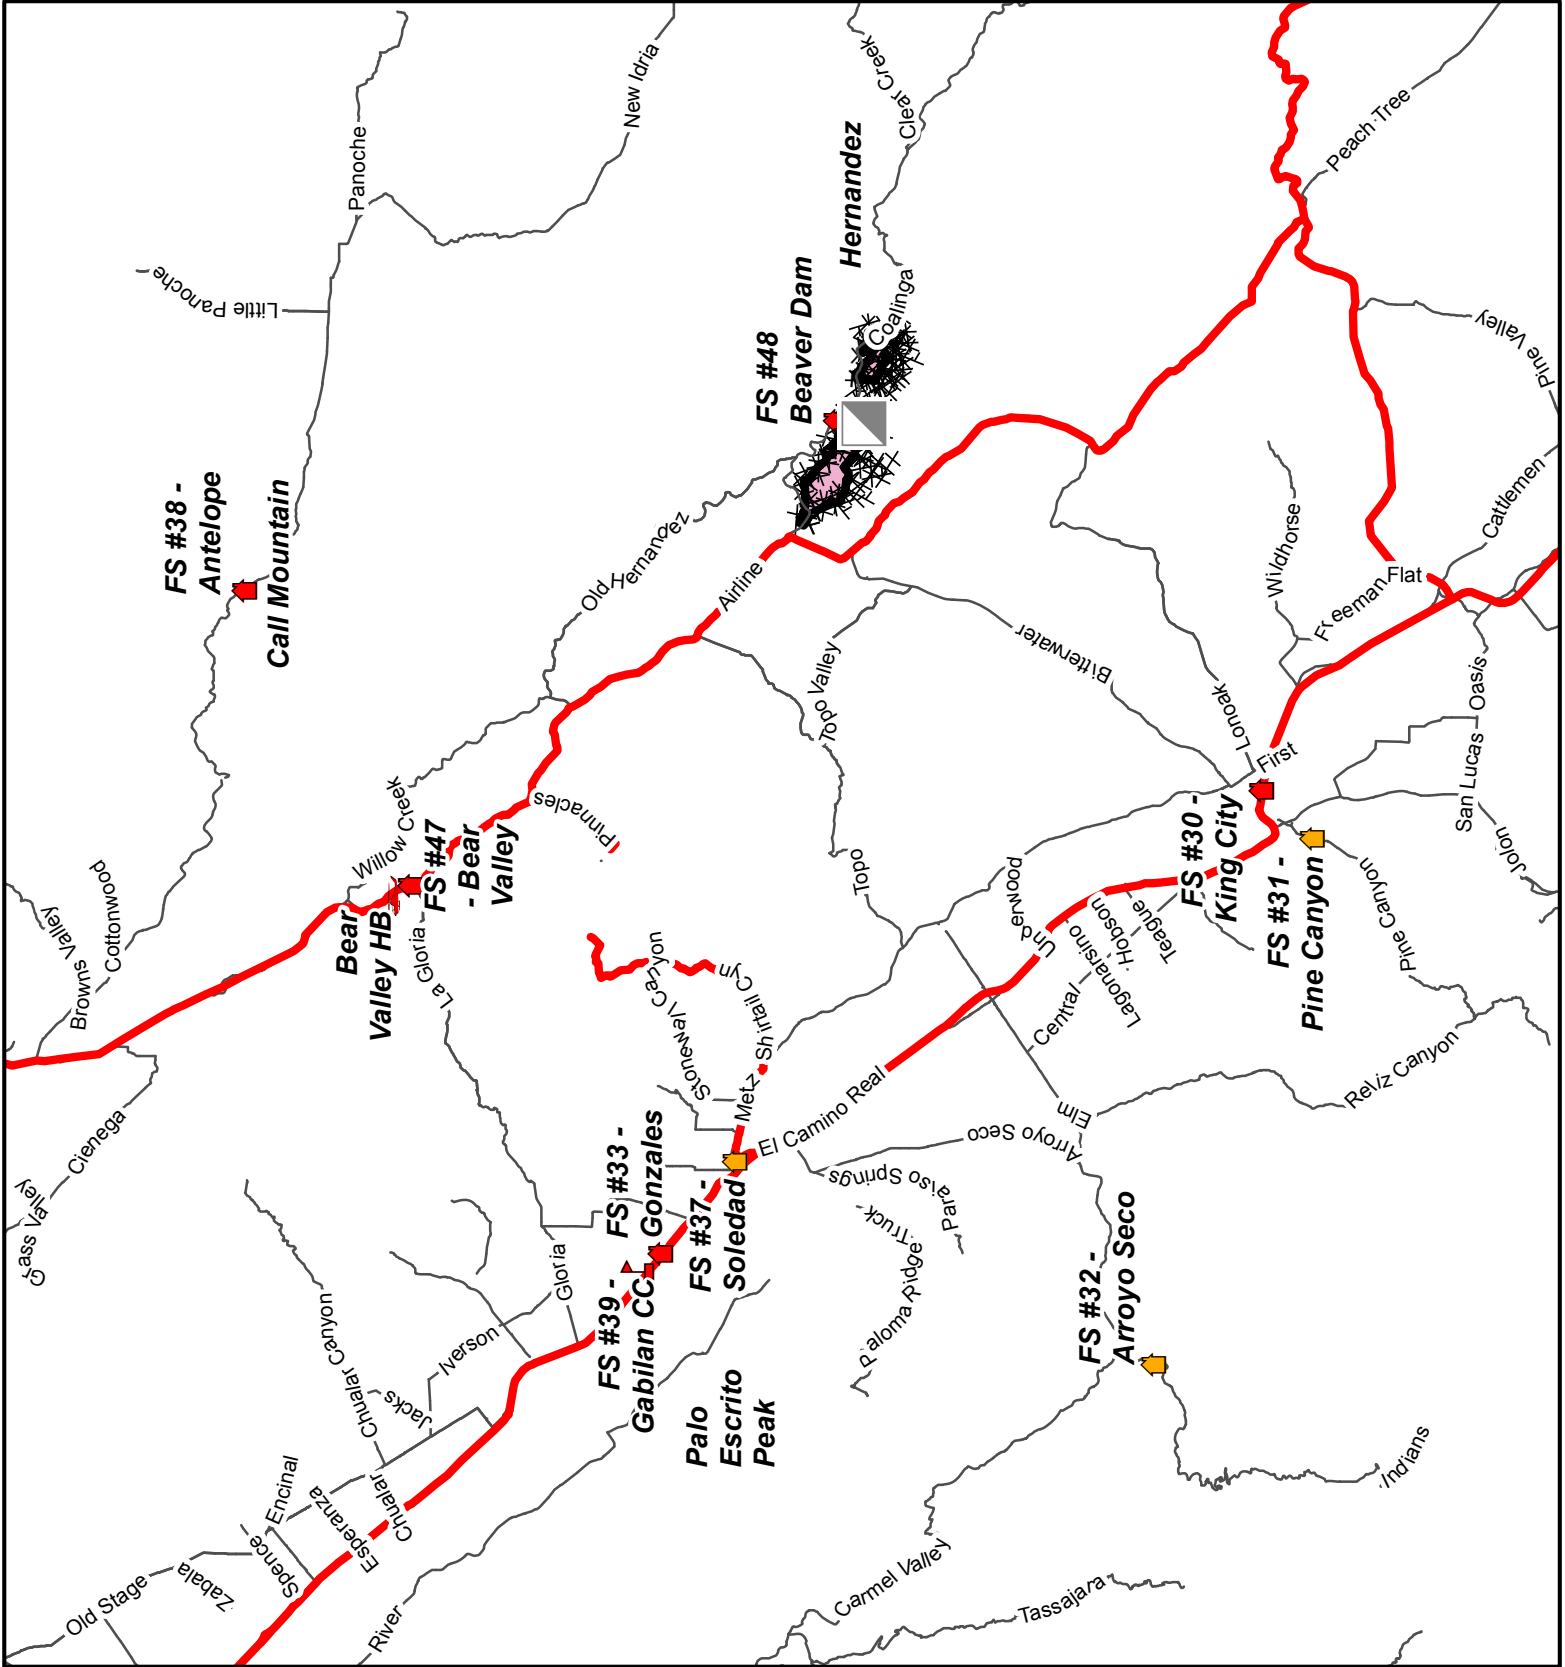 Panoche
New Idria
Clear Creek
Peach Tree
Little Panoche
Hernandez
Coalinga
FS #48
Beaver Dam
Pine Valley
FS #38 -
Antelope
Call Mountain
Old Hernandez
Airline
Cattlemen
Wildhorse
Freeman Flat
Bitterwater
Topo Valley
Lonoak
First
Oasis
San Lucas
Jolon
Willow Creek
Pinnacles
FS #47
- Bear
Valley
Bear
Valley HB
Cottonwood
Browns Valley
La Gloria
Topo
Underwood
FS #30 -
King City
FS #31 -
Pine Canyon
Pine Canyon
Hobson
Teague
Lagomarsino
Central
Stonewall Canyon
Shirttail Cyn
Metz
El Camino Real
Reliz Canyon
Elm
Arroyo Seco
Paraiso Springs
Paraiso
Cienega
Grass Valley
FS #33 -
Gonzales
FS #37 -
Soledad
FS #39 -
Gabilan CC
Gloria
Iverson
Chualar Canyon
Jacks
Palo
Escrito
Peak
Paloma Ridge Truck
FS #32 -
Arroyo Seco
Indians
Encinal
Spence
Esperanza
Chualar
Zabala
Old Stage
River
Carmel Valley
Tassajara